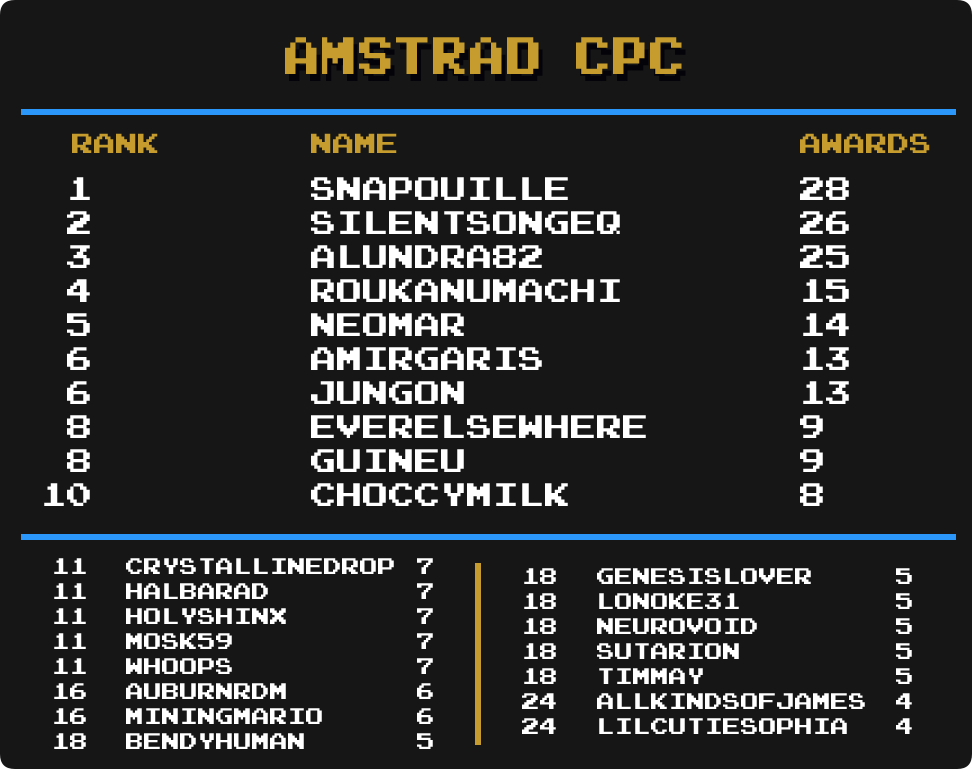 AMSTRAD CPC
RANK NAME AWARDS
1 SNAPOUILLE 28
2 SILENTSONGEQ 26
3 ALUNDRA82 25
4 ROUKANUMACHI 15
5 NEOMAR 14
6 AMIRGARIS 13
6 JUNGON 13
8 EVERELSEWHERE 9
8 GUINEU 9
10 CHOCCYMILK 8
11 CRYSTALLINEDROP 7
11 HALBARAD 7
11 HOLYSHINX 7
11 MOSK59 7
11 WHOOPS 7
16 AUBURNRDM 6
16 MININGMARIO 6
18 BENDYHUMAN 5
18 GENESISLOVER 5
18 LONOKE31 5
18 NEUROVOID 5
18 SUTARION 5
18 TIMMAY 5
24 ALLKINDSOFJAMES 4
24 LILCUTIESOPHIA 4